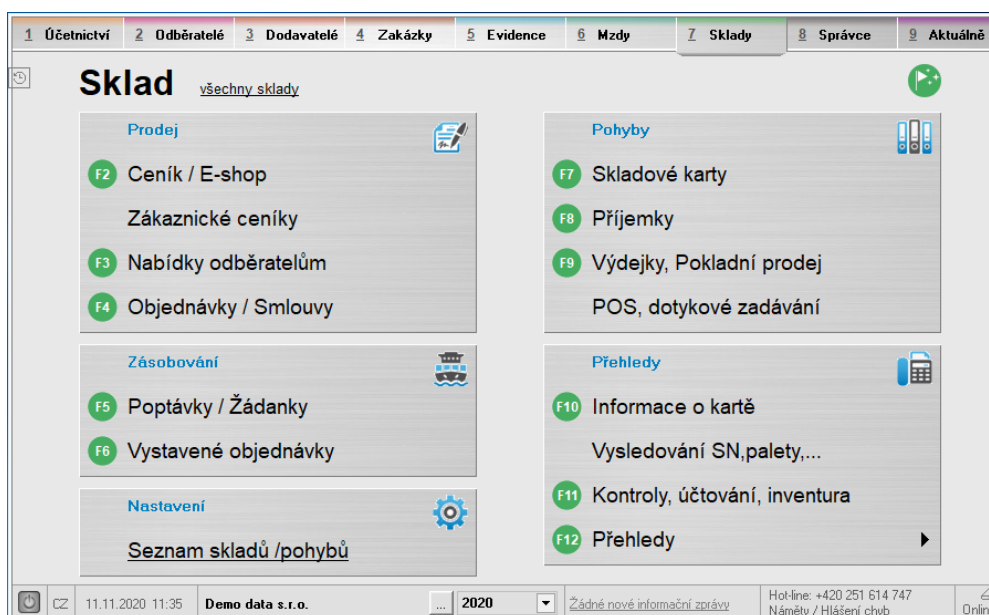 1 Účetnictví 2 Odběratelé 3 Dodavatelé 4 Zakázky 5 Evidence 6 Mzdy 7 Sklady 8 Správce 9 Aktuálně
Sklad všechny sklady
Prodej
F2 Ceník / E-shop
Zákaznické ceníky
F3 Nabídky odběratelům
F4 Objednávky / Smlouvy
Zásobování
F5 Poptávky / Žádanky
F6 Vystavené objednávky
Nastavení
Seznam skladů /pohybů
Pohyby
F7 Skladové karty
F8 Příjemky
F9 Výdejky, Pokladní prodej
POS, dotykové zadávání
Přehledy
F10 Informace o kartě
Vysledování SN,palety,...
F11 Kontroly, účtování, inventura
F12 Přehledy
CZ 11.11.2020 11:35 Demo data s.r.o. ... 2020 Žádné nové informační zprávy
Hot-line: +420 251 614 747
Náměty / Hlášení chyb